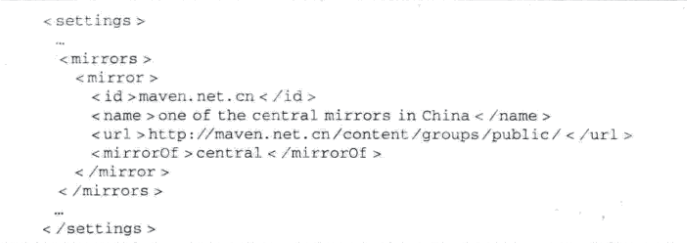 <settings>
…
<mirrors>
<mirror>
<id>maven.net.cn</id>
<name>one of the central mirrors in China</name>
<url>http://maven.net.cn/content/groups/public/</url>
<mirrorOf>central</mirrorOf>
</mirror>
</mirrors>
…
</settings>